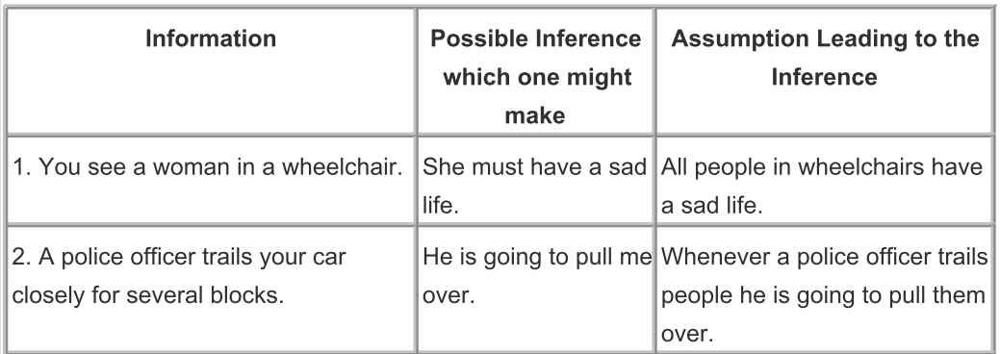 Information
Possible Inference
which one might
make
Assumption Leading to the
Inference
1. You see a woman in a wheelchair.
She must have a sad
life.
All people in wheelchairs have
a sad life.
2. A police officer trails your car
closely for several blocks.
He is going to pull me
over.
Whenever a police officer trails
people he is going to pull them
over.